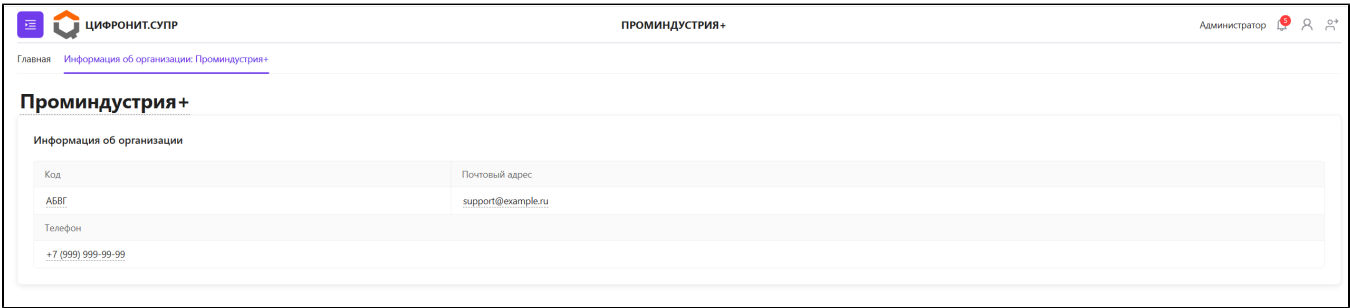 ЦИФРОНИТ.СУПР ПРОМИНДУСТРИЯ+ Администратор 5
Главная Информация об организации: Проминдустрия+
Проминдустрия+
Информация об организации
Код Почтовый адрес
АБВГ support@example.ru
Телефон
+7 (999) 999-99-99